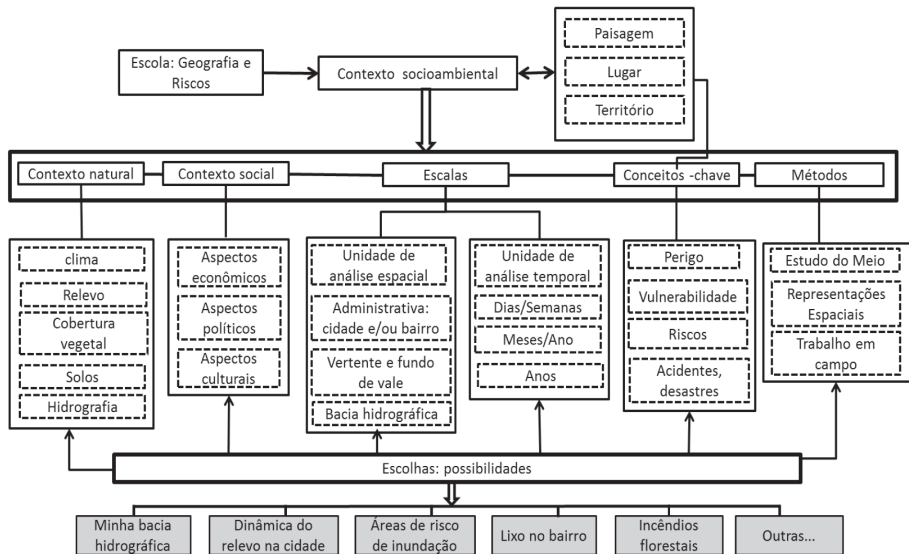 Escola: Geografia e
Riscos
Contexto socioambiental
Paisagem
Lugar
Território
Contexto natural
Contexto social
Escalas
Conceitos -chave
Métodos
clima
Relevo
Cobertura
vegetal
Solos
Hidrografia
Aspectos
econômicos
Aspectos
políticos
Aspectos
culturais
Unidade de
análise espacial
Administrativa:
cidade e/ou bairro
Vertente e fundo
de vale
Bacia hidrográfica
Unidade de
análise temporal
Dias/Semanas
Meses/Ano
Anos
Perigo
Vulnerabilidade
Riscos
Acidentes,
desastres
Estudo do Meio
Representações
Espaciais
Trabalho em
campo
Escolhas: possibilidades
Minha bacia
hidrográfica
Dinâmica do
relevo na cidade
Áreas de risco
de inundação
Lixo no bairro
Incêndios
florestais
Outras...